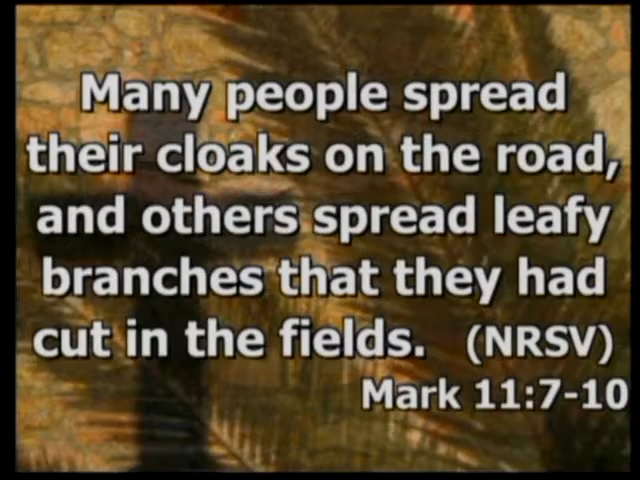 Many people spread
their cloaks on the road,
and others spread leafy
branches that they had
cut in the fields. (NRSV)
Mark 11:7-10